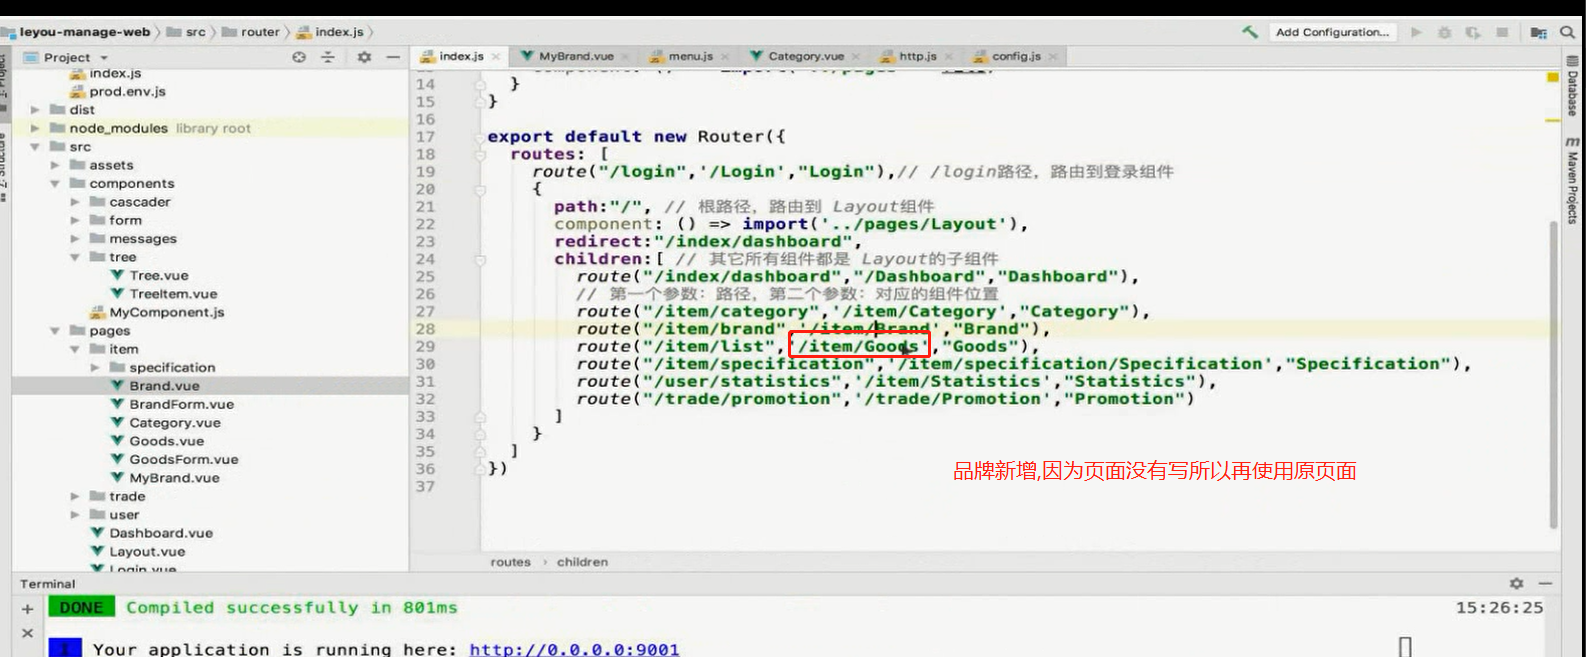 leyou-manage-web src router index.js Add Configuration...
Project index.js MyBrand.vue menu.js Category.vue http.js config.js
index.js
prod.env.js
dist
node_modules library root
src
assets
components
cascader
form
messages
tree
Tree.vue
TreeItem.vue
MyComponent.js
pages
item
specification
Brand.vue
BrandForm.vue
Category.vue
Goods.vue
GoodsForm.vue
MyBrand.vue
trade
user
Dashboard.vue
Layout.vue
Login.vue
14 }
15 }
16
17 export default new Router({
18 routes: [
19 route("/login",'/Login',"Login"),// /login路径，路由到登录组件
20 {
21 path:"/", // 根路径，路由到 Layout组件
22 component: () => import('../pages/Layout'),
23 redirect:"/index/dashboard",
24 children:[ // 其它所有组件都是 Layout的子组件
25 route("/index/dashboard","/Dashboard","Dashboard"),
26 // 第一个参数：路径，第二个参数：对应的组件位置
27 route("/item/category",'/item/Category',"Category"),
28 route("/item/brand",'/item/Brand',"Brand"),
29 route("/item/list",'/item/Goods',"Goods"),
30 route("/item/specification",'/item/specification/Specification',"Specification"),
31 route("/user/statistics",'/item/Statistics',"Statistics"),
32 route("/trade/promotion",'/trade/Promotion',"Promotion")
33 ]
34 }
35 ]
36 })
37
品牌新增,因为页面没有写所以再使用原页面
routes › children
Database
Maven Projects
Terminal
DONE Compiled successfully in 801ms 15:26:25
I Your application is running here: http://0.0.0.0:9001